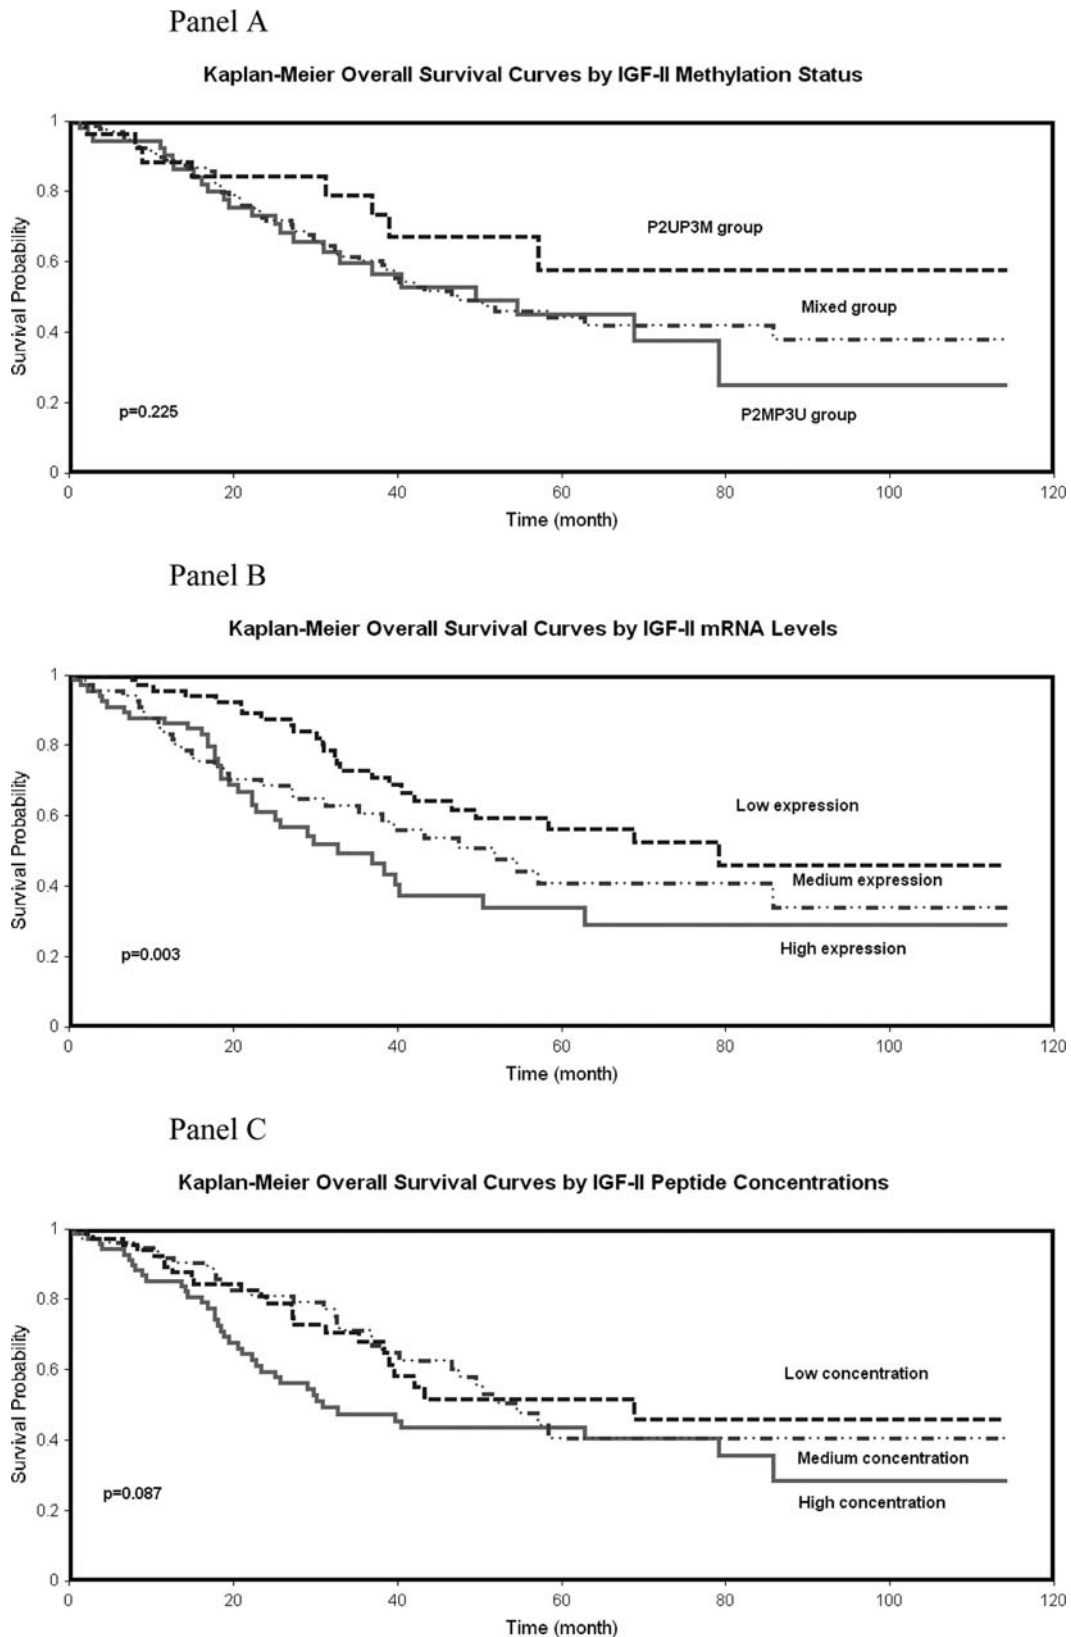 Panel A
Kaplan-Meier Overall Survival Curves by IGF-II Methylation Status
Survival Probability
1
0.8
0.6
0.4
0.2
0
P2UP3M group
Mixed group
P2MP3U group
p=0.225
0 20 40 60 80 100 120
Time (month)
Panel B
Kaplan-Meier Overall Survival Curves by IGF-II mRNA Levels
Survival Probability
1
0.8
0.6
0.4
0.2
0
Low expression
Medium expression
High expression
p=0.003
0 20 40 60 80 100 120
Time (month)
Panel C
Kaplan-Meier Overall Survival Curves by IGF-II Peptide Concentrations
Survival Probability
1
0.8
0.6
0.4
0.2
0
Low concentration
Medium concentration
High concentration
p=0.087
0 20 40 60 80 100 120
Time (month)